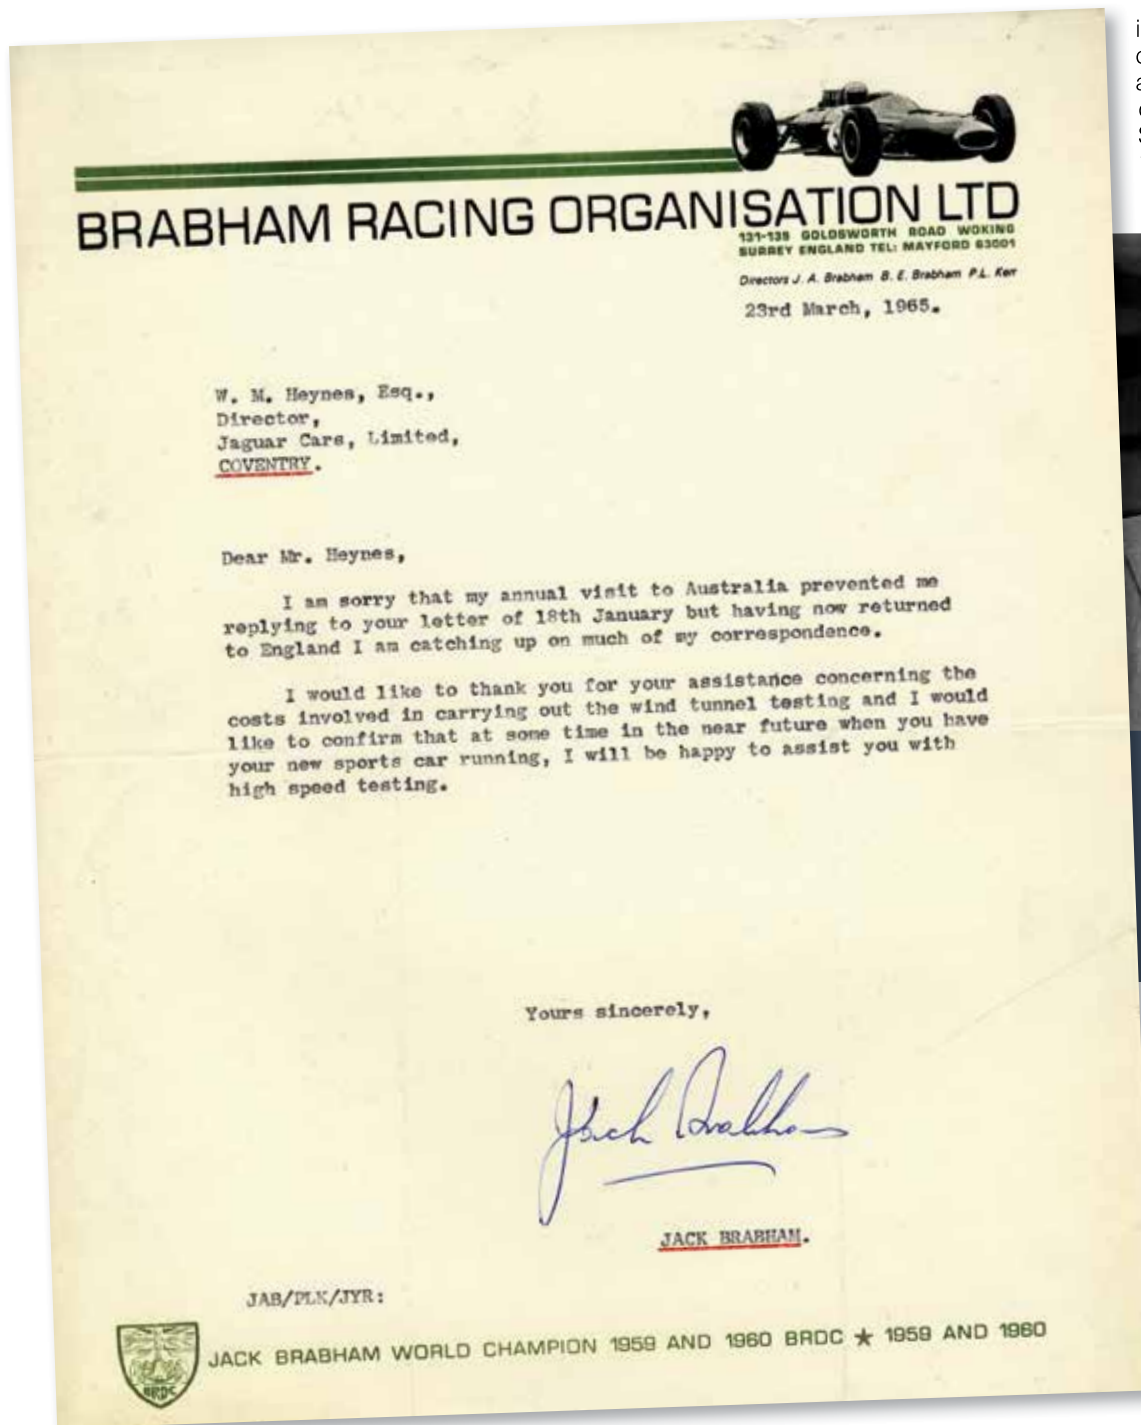 BRABHAM RACING ORGANISATION LTD
131-139 GOLDSWORTH ROAD WOKING
SURREY ENGLAND TEL: MAYFORD 63001
Directors J. A. Brabham B. E. Brabham P.L. Kerr
23rd March, 1965.
W. M. Heynes, Esq.,
Director,
Jaguar Cars, Limited,
COVENTRY.
Dear Mr. Heynes,
I am sorry that my annual visit to Australia prevented me
replying to your letter of 18th January but having now returned
to England I am catching up on much of my correspondence.
I would like to thank you for your assistance concerning the
costs involved in carrying out the wind tunnel testing and I would
like to confirm that at some time in the near future when you have
your new sports car running, I will be happy to assist you with
high speed testing.
Yours sincerely,
Jack Brabham
JACK BRABHAM.
JAB/PLK/JYR:
BRDC
JACK BRABHAM WORLD CHAMPION 1959 AND 1960 BRDC ★ 1959 AND 1960